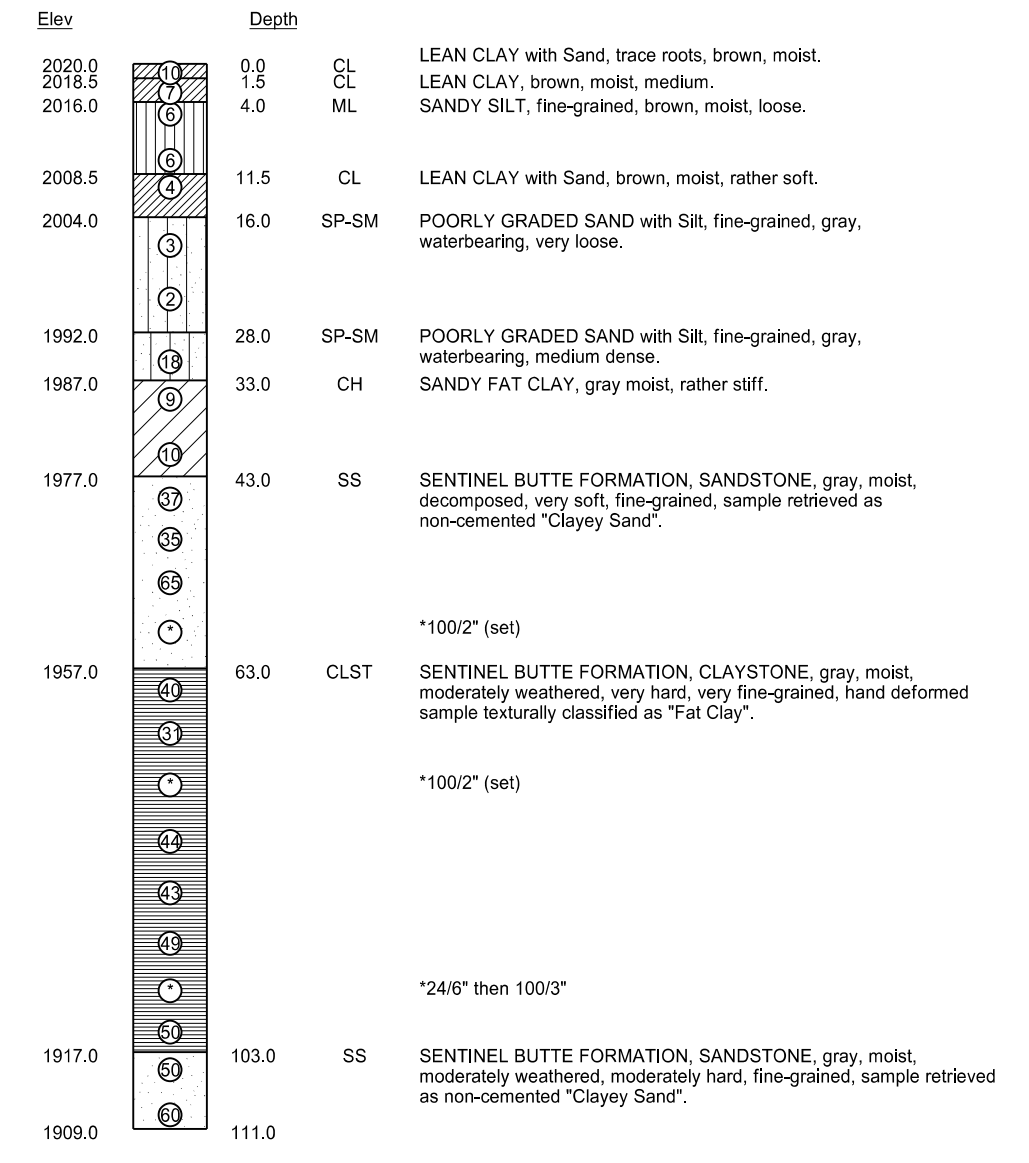 Elev Depth
LEAN CLAY with Sand, trace roots, brown, moist.
2020.0 10 0.0 CL
2018.5 7 1.5 CL LEAN CLAY, brown, moist, medium.
2016.0 6 4.0 ML SANDY SILT, fine-grained, brown, moist, loose.
6
2008.5 4 11.5 CL LEAN CLAY with Sand, brown, moist, rather soft.
2004.0 16.0 SP-SM POORLY GRADED SAND with Silt, fine-grained, gray,
3 waterbearing, very loose.
2
1992.0 28.0 SP-SM POORLY GRADED SAND with Silt, fine-grained, gray,
18 waterbearing, medium dense.
1987.0 33.0 CH SANDY FAT CLAY, gray moist, rather stiff.
9
10
1977.0 43.0 SS SENTINEL BUTTE FORMATION, SANDSTONE, gray, moist,
37 decomposed, very soft, fine-grained, sample retrieved as
non-cemented "Clayey Sand".
35
65
* *100/2" (set)
1957.0 63.0 CLST SENTINEL BUTTE FORMATION, CLAYSTONE, gray, moist,
40 moderately weathered, very hard, very fine-grained, hand deformed
sample texturally classified as "Fat Clay".
31
* *100/2" (set)
44
43
49
* *24/6" then 100/3"
50
1917.0 103.0 SS SENTINEL BUTTE FORMATION, SANDSTONE, gray, moist,
50 moderately weathered, moderately hard, fine-grained, sample retrieved
as non-cemented "Clayey Sand".
60
1909.0 111.0